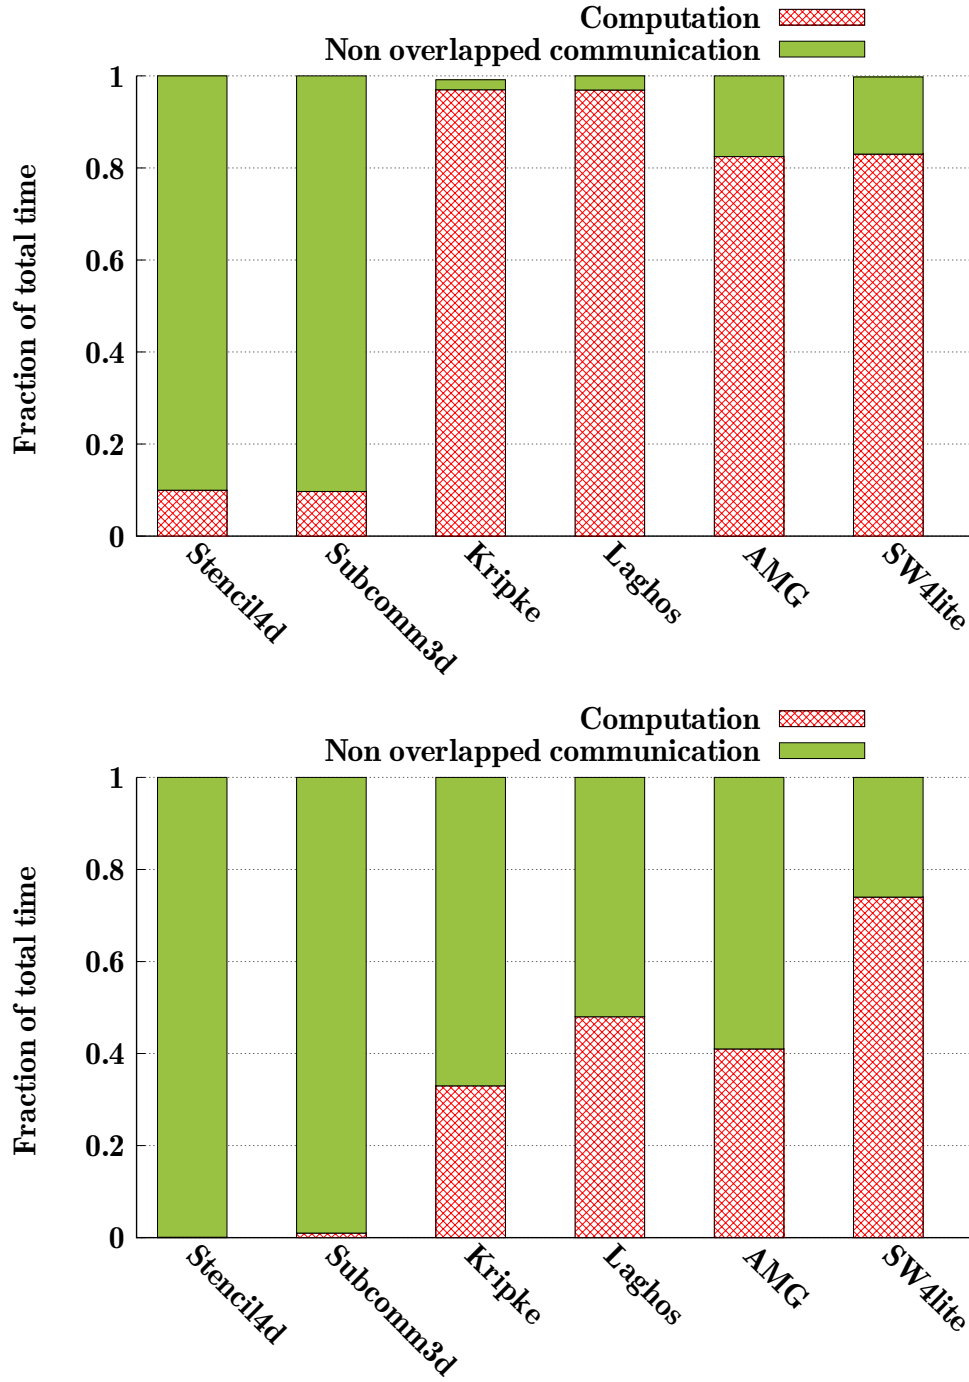 Computation
Non overlapped communication
Fraction of total time
1
0.8
0.6
0.4
0.2
0
Stencil4d
Subcomm3d
Kripke
Laghos
AMG
SW4lite
Computation
Non overlapped communication
Fraction of total time
1
0.8
0.6
0.4
0.2
0
Stencil4d
Subcomm3d
Kripke
Laghos
AMG
SW4lite